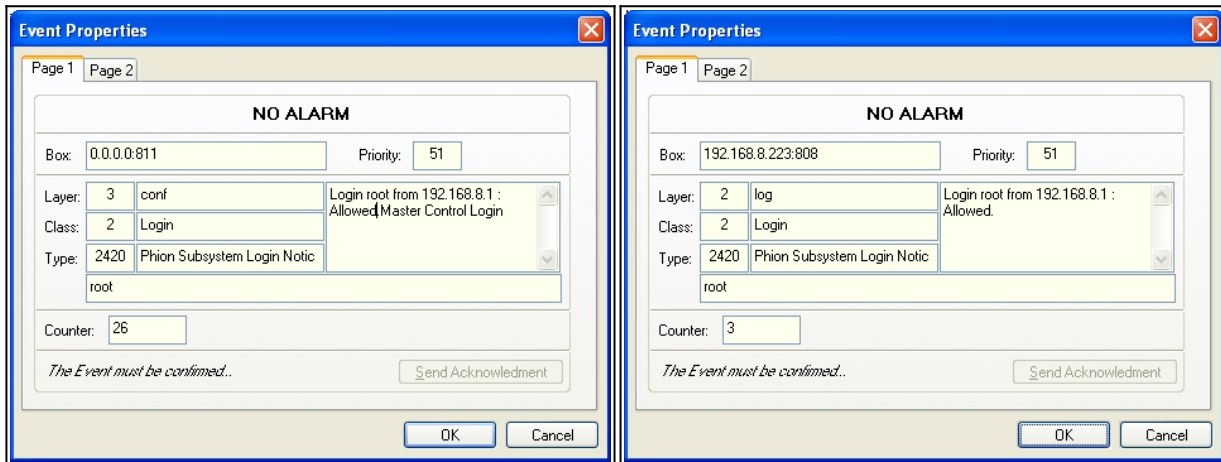 Event Properties
Page 1 Page 2
NO ALARM
Box: 0.0.0.0:811 Priority: 51
Layer: 3 conf
Class: 2 Login
Type: 2420 Phion Subsystem Login Notic
Login root from 192.168.8.1 :
Allowed Master Control Login
root
Counter: 26
The Event must be confirmed...
Send Acknowledment
OK Cancel
Event Properties
Page 1 Page 2
NO ALARM
Box: 192.168.8.223:808 Priority: 51
Layer: 2 log
Class: 2 Login
Type: 2420 Phion Subsystem Login Notic
Login root from 192.168.8.1 :
Allowed.
root
Counter: 3
The Event must be confirmed...
Send Acknowledment
OK Cancel